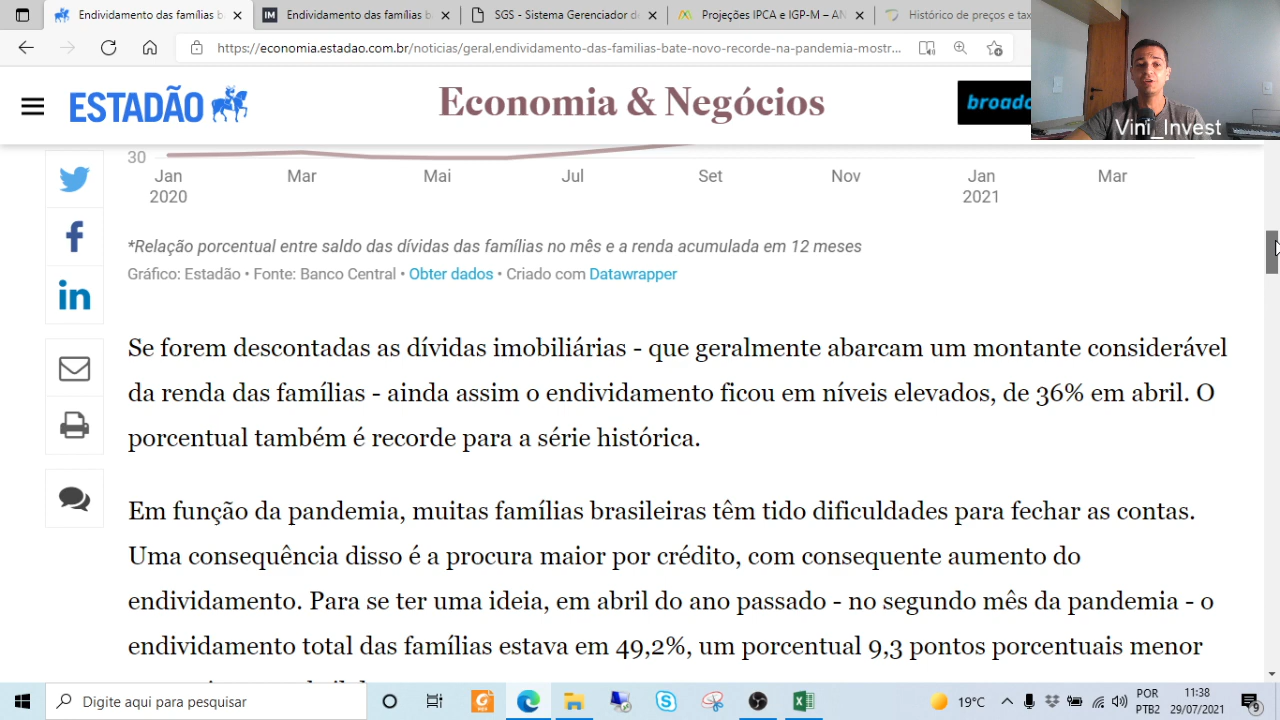 Endividamento das famílias b
Endividamento das famílias b
SGS - Sistema Gerenciador d
Projeções IPCA e IGP-M – AN
Histórico de preços e tax
https://economia.estadao.com.br/noticias/geral,endividamento-das-familias-bate-novo-recorde-na-pandemia-mostr...
ESTADÃO
Economia & Negócios
broadc
Vini_Invest
30
Jan Mar Mai Jul Set Nov Jan Mar
2020 2021
*Relação porcentual entre saldo das dívidas das famílias no mês e a renda acumulada em 12 meses
Gráfico: Estadão • Fonte: Banco Central • Obter dados • Criado com Datawrapper
Se forem descontadas as dívidas imobiliárias - que geralmente abarcam um montante considerável
da renda das famílias - ainda assim o endividamento ficou em níveis elevados, de 36% em abril. O
porcentual também é recorde para a série histórica.
Em função da pandemia, muitas famílias brasileiras têm tido dificuldades para fechar as contas.
Uma consequência disso é a procura maior por crédito, com consequente aumento do
endividamento. Para se ter uma ideia, em abril do ano passado - no segundo mês da pandemia - o
endividamento total das famílias estava em 49,2%, um porcentual 9,3 pontos porcentuais menor
Digite aqui para pesquisar
19°C
POR
PTB2
11:38
29/07/2021
9